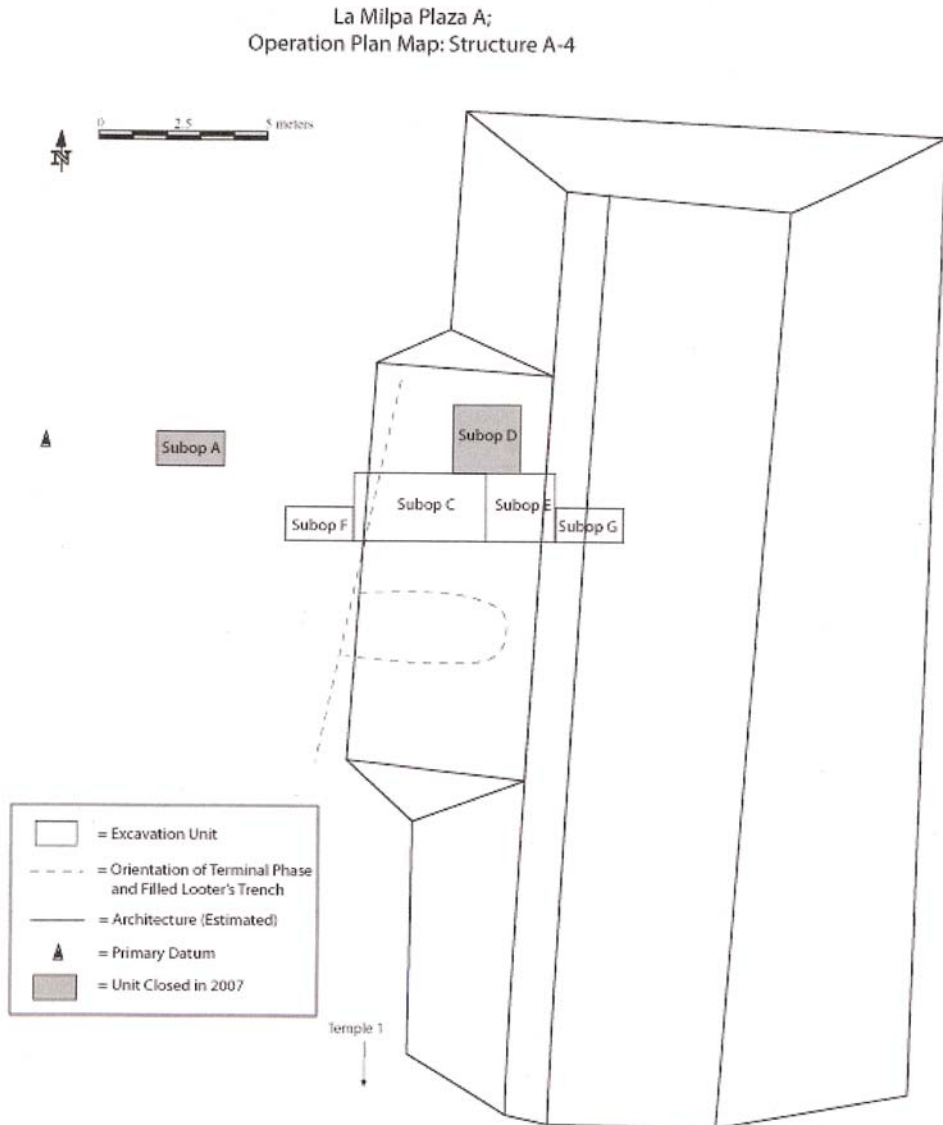 La Milpa Plaza A;
Operation Plan Map: Structure A-4
0 2.5 5 meters
N
Subop A
Subop D
Subop C
Subop E
Subop F
Subop G
= Excavation Unit
= Orientation of Terminal Phase
and Filled Looter's Trench
= Architecture (Estimated)
= Primary Datum
= Unit Closed in 2007
Temple 1